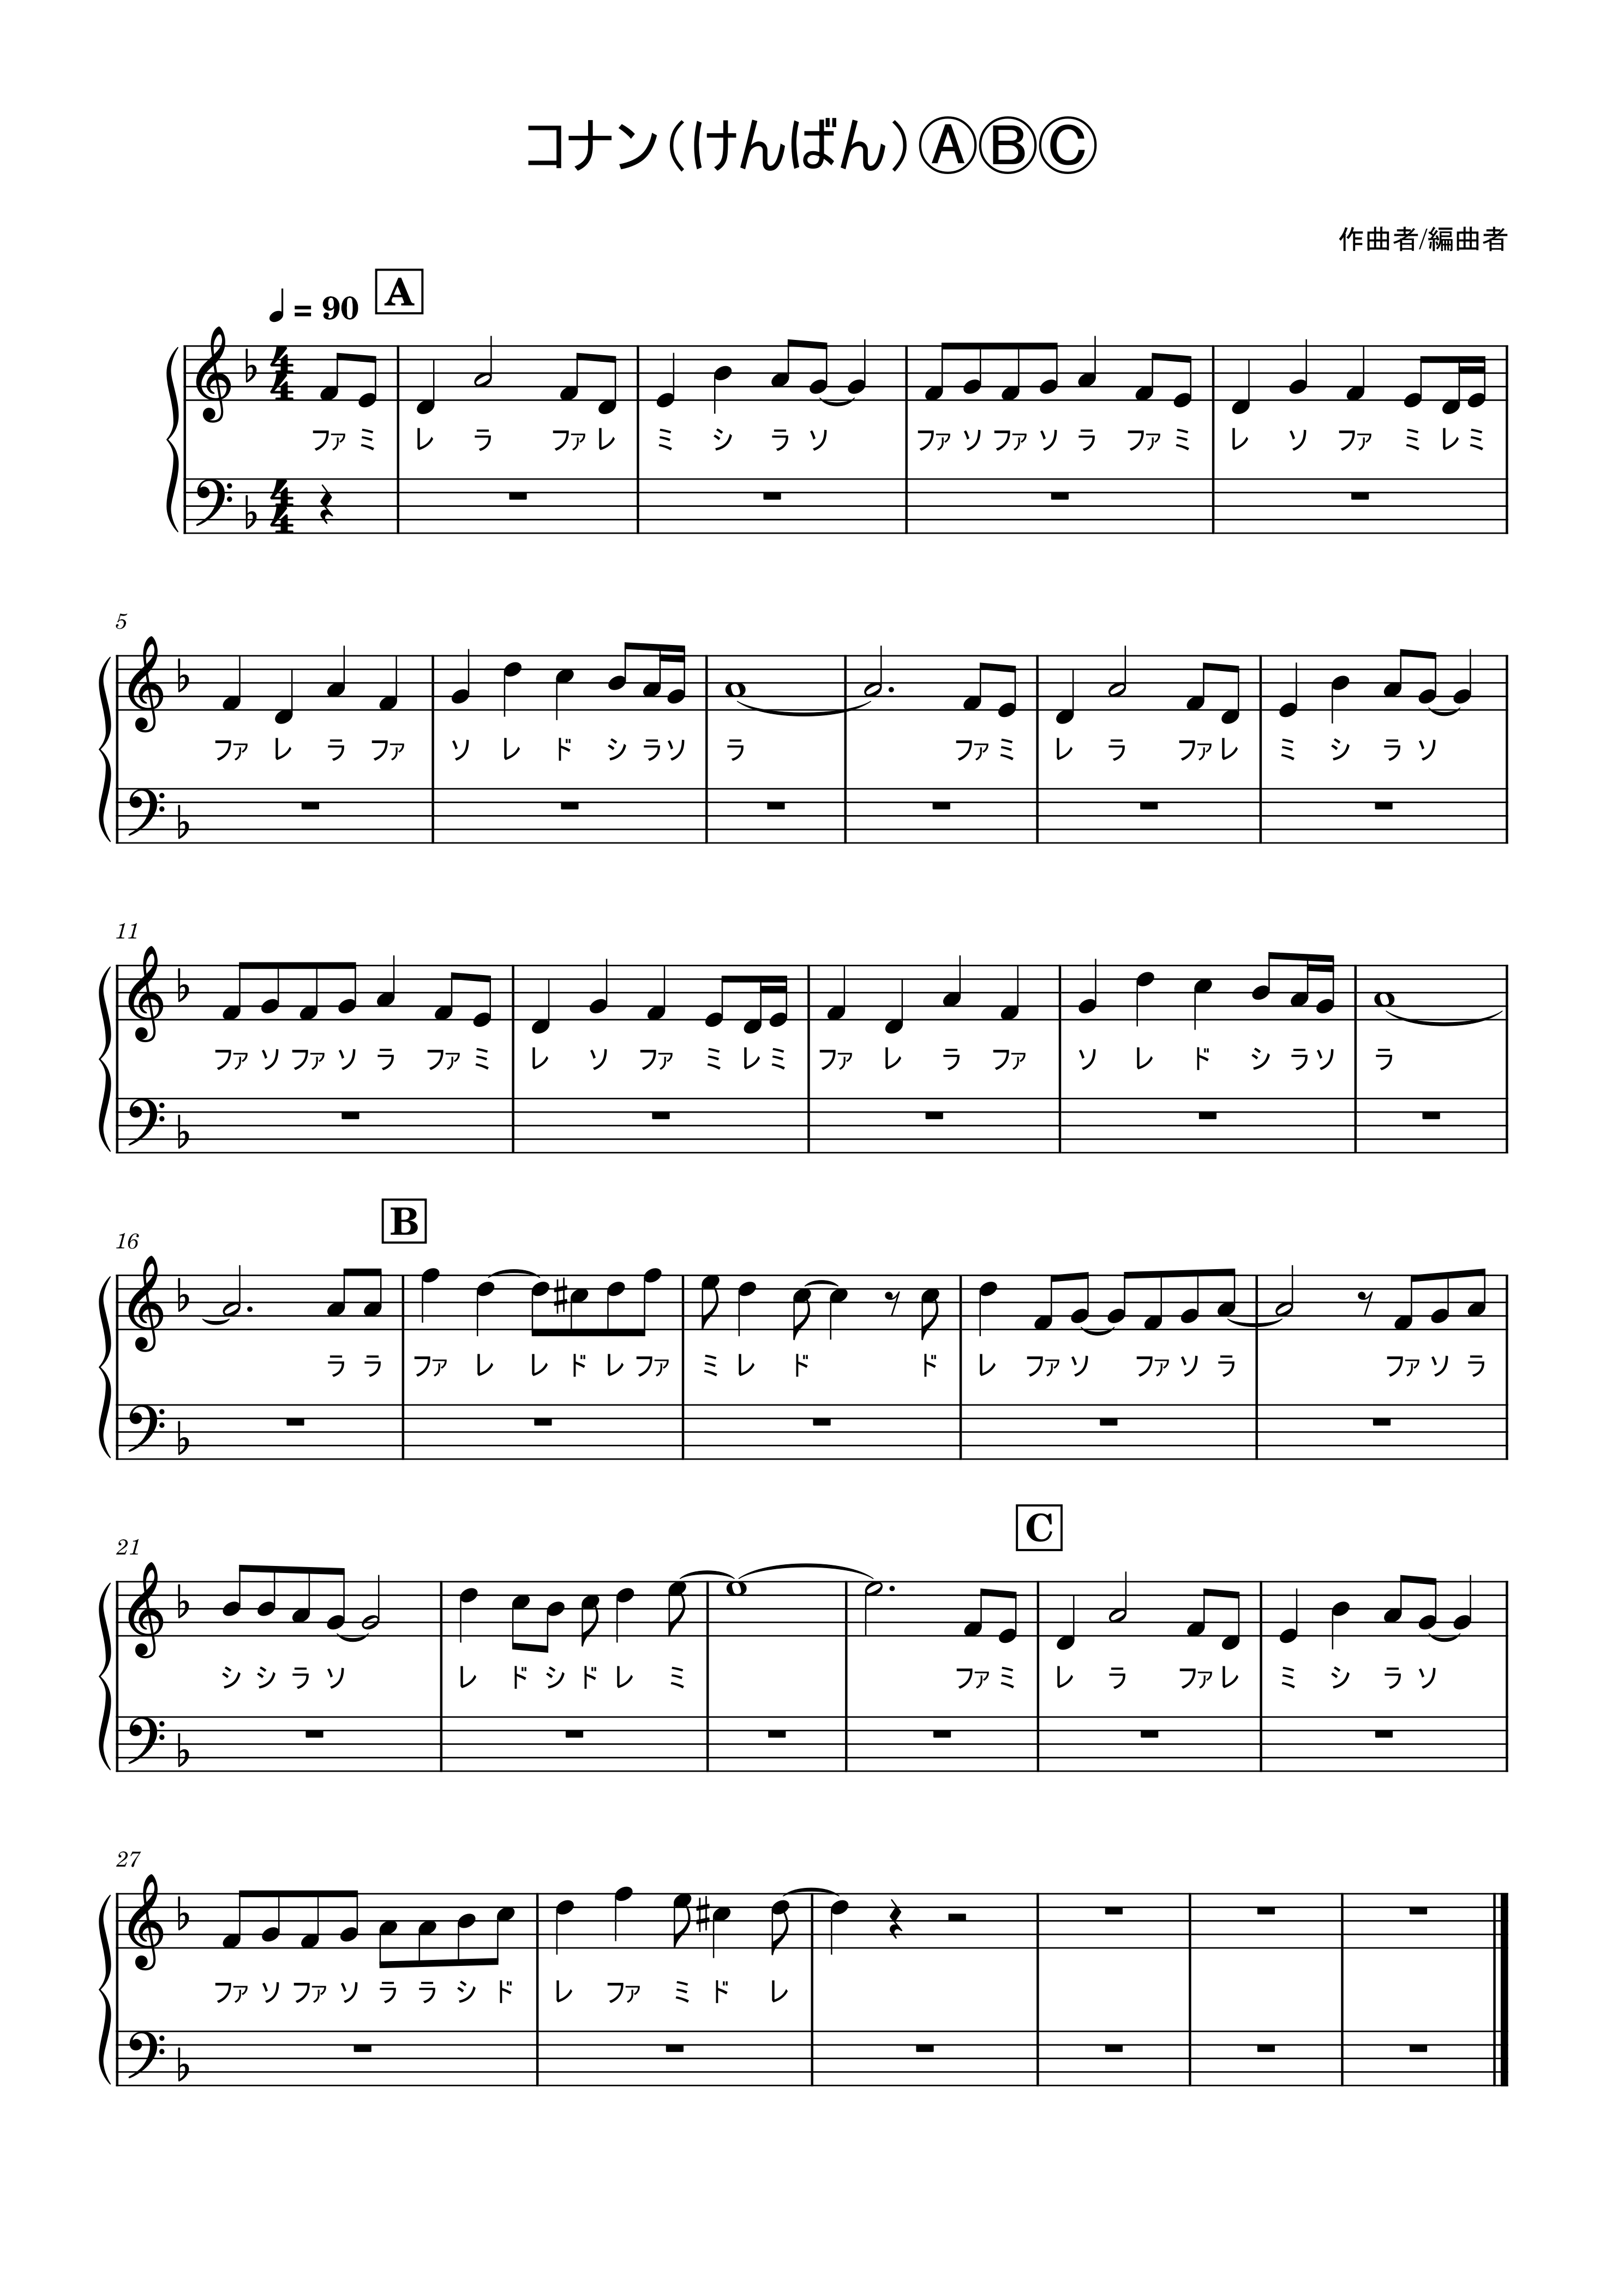 コナン(けんばん)ⒶⒷⒸ
作曲者/編曲者
A
♩ = 90
4 4
ファ ミ レ ラ ファ レ ミ シ ラ ソ ファ ソ ファ ソ ラ ファ ミ レ ソ ファ ミ レ ミ
4 4
5
ファ レ ラ ファ ソ レ ド シ ラ ソ ラ ファ ミ レ ラ ファ レ ミ シ ラ ソ
11
ファ ソ ファ ソ ラ ファ ミ レ ソ ファ ミ レ ミ ファ レ ラ ファ ソ レ ド シ ラ ソ ラ
B
16
ラ ラ ファ レ レ ド レ ファ ミ レ ド ド レ ファ ソ ファ ソ ラ ファ ソ ラ
C
21
シ シ ラ ソ レ ド シ ド レ ミ ファ ミ レ ラ ファ レ ミ シ ラ ソ
27
ファ ソ ファ ソ ラ ラ シ ド レ ファ ミ ド レ